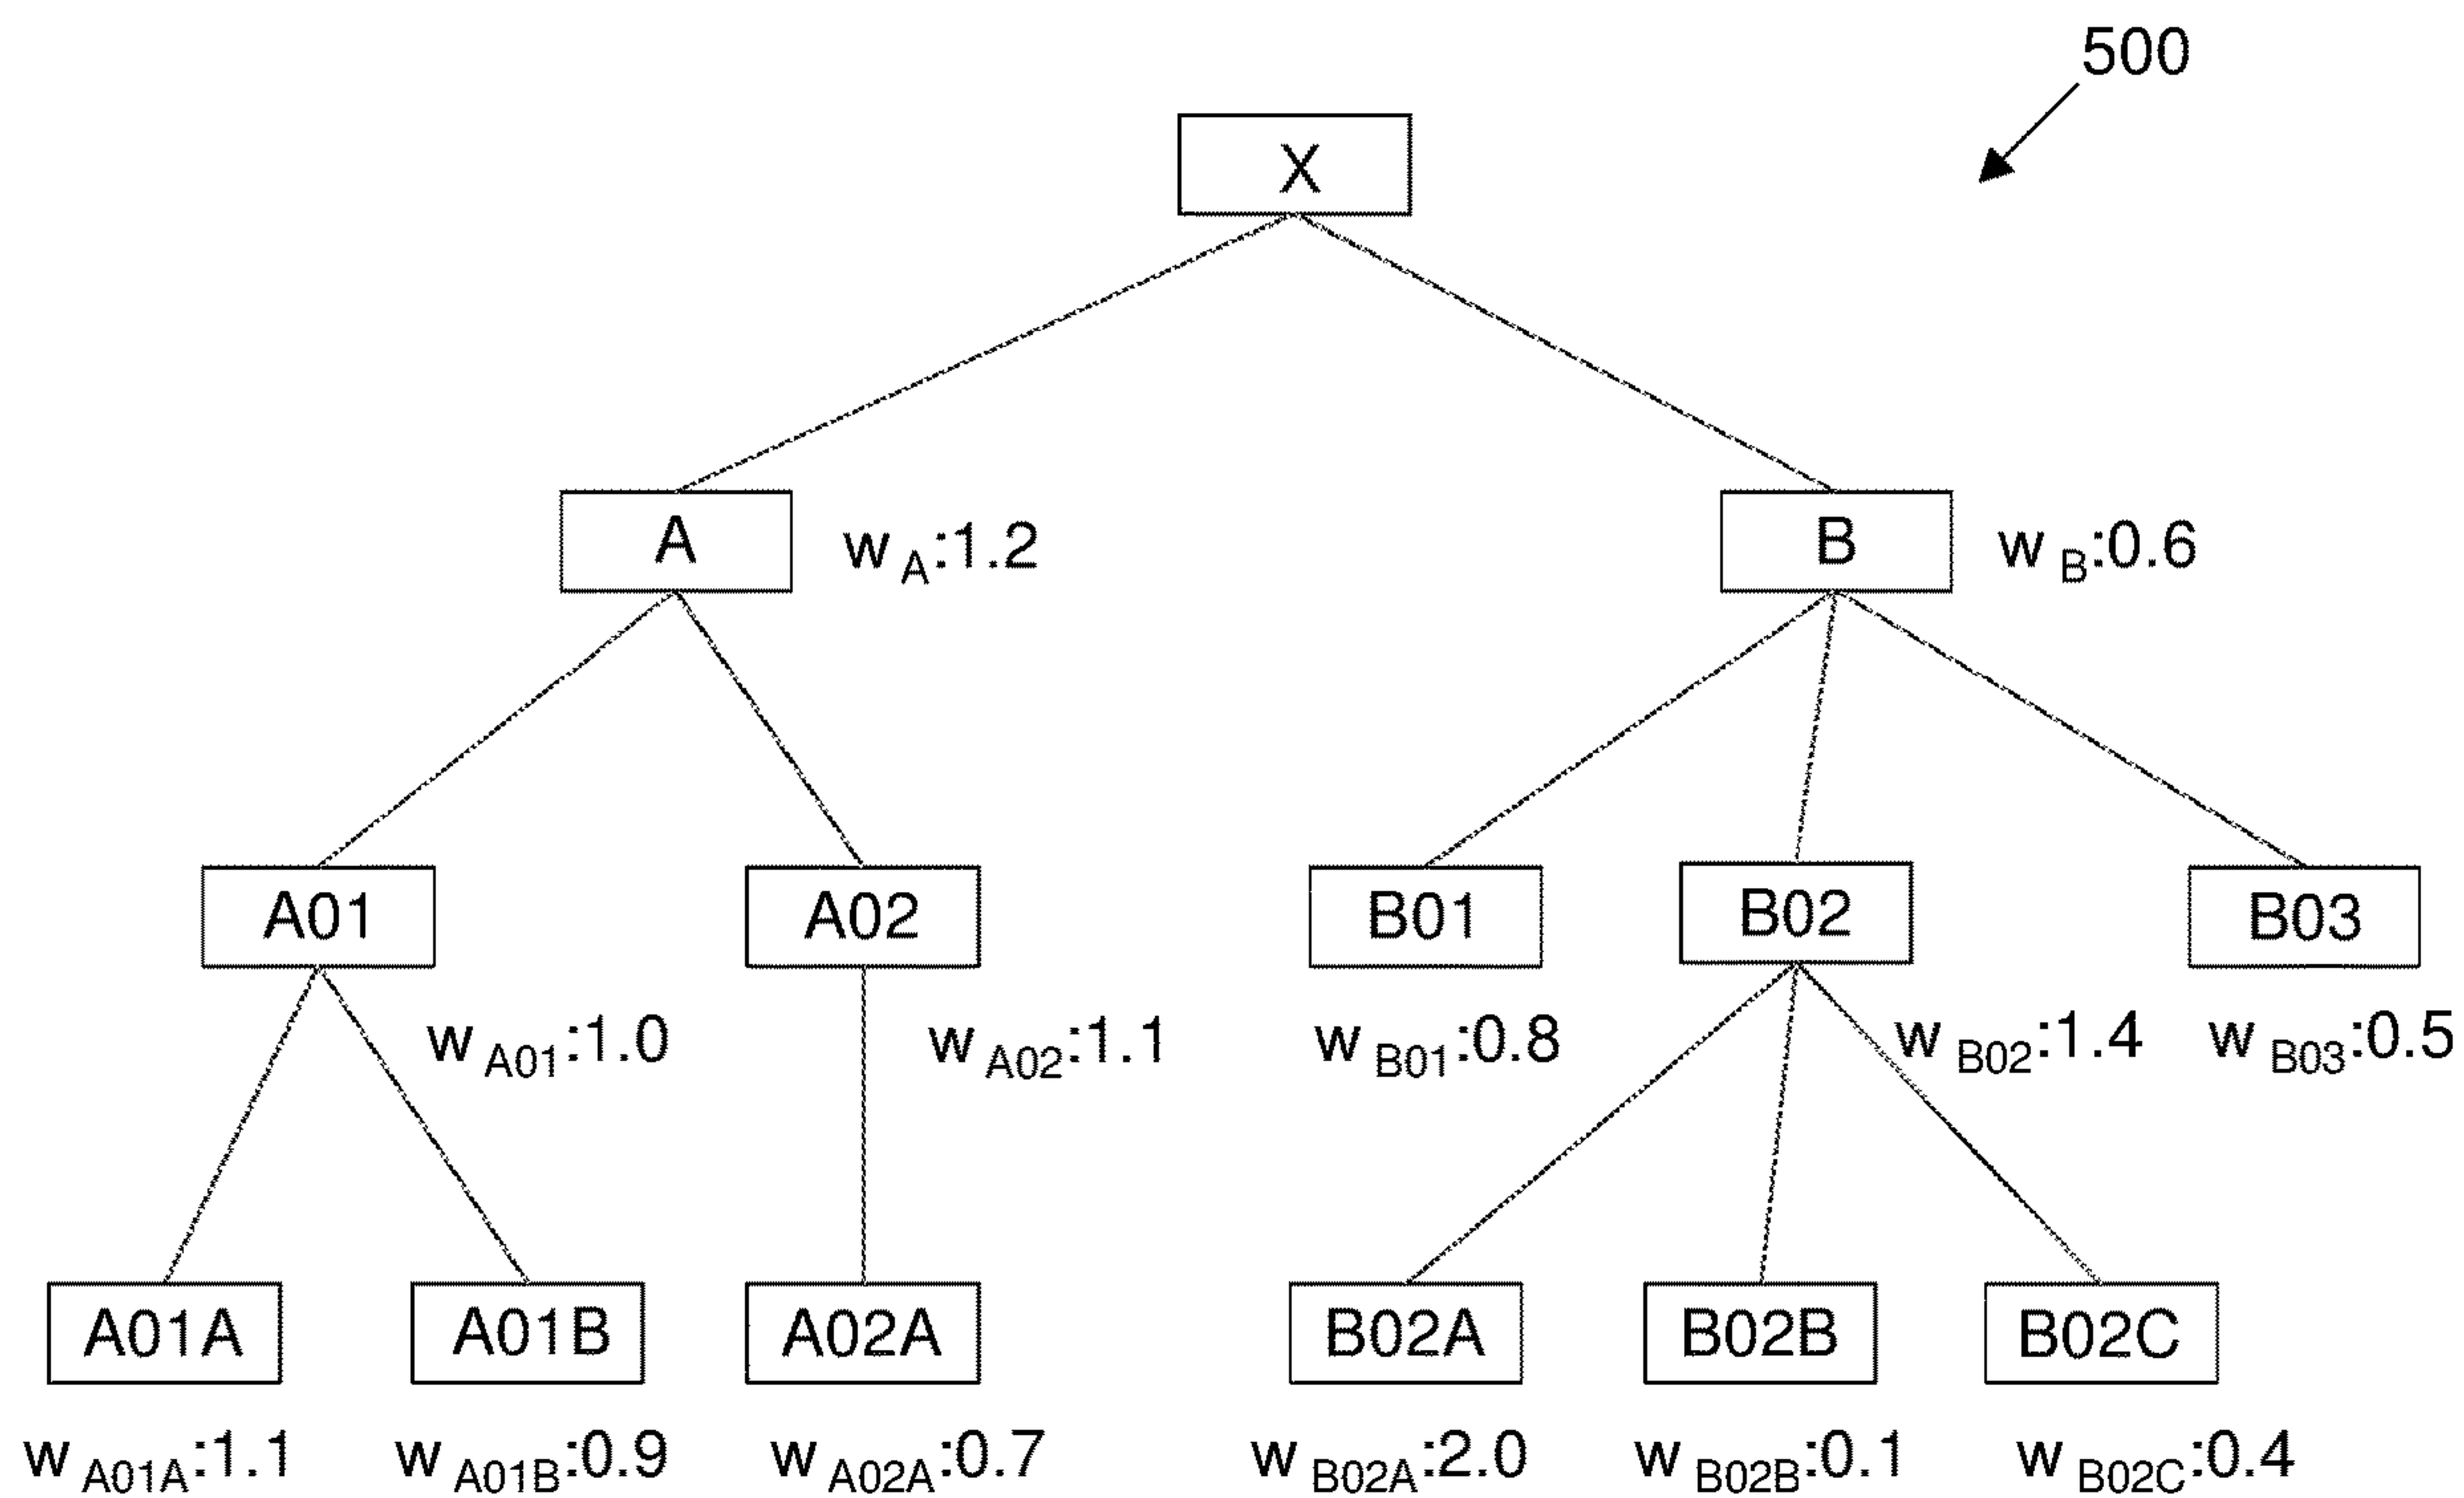 500
X
A
w A:1.2
B
w B:0.6
A01
A02
B01
B02
B03
w A01:1.0
w A02:1.1
w B01:0.8
w B02:1.4
w B03:0.5
A01A
A01B
A02A
B02A
B02B
B02C
w A01A:1.1
w A01B:0.9
w A02A:0.7
w B02A:2.0
w B02B:0.1
w B02C:0.4